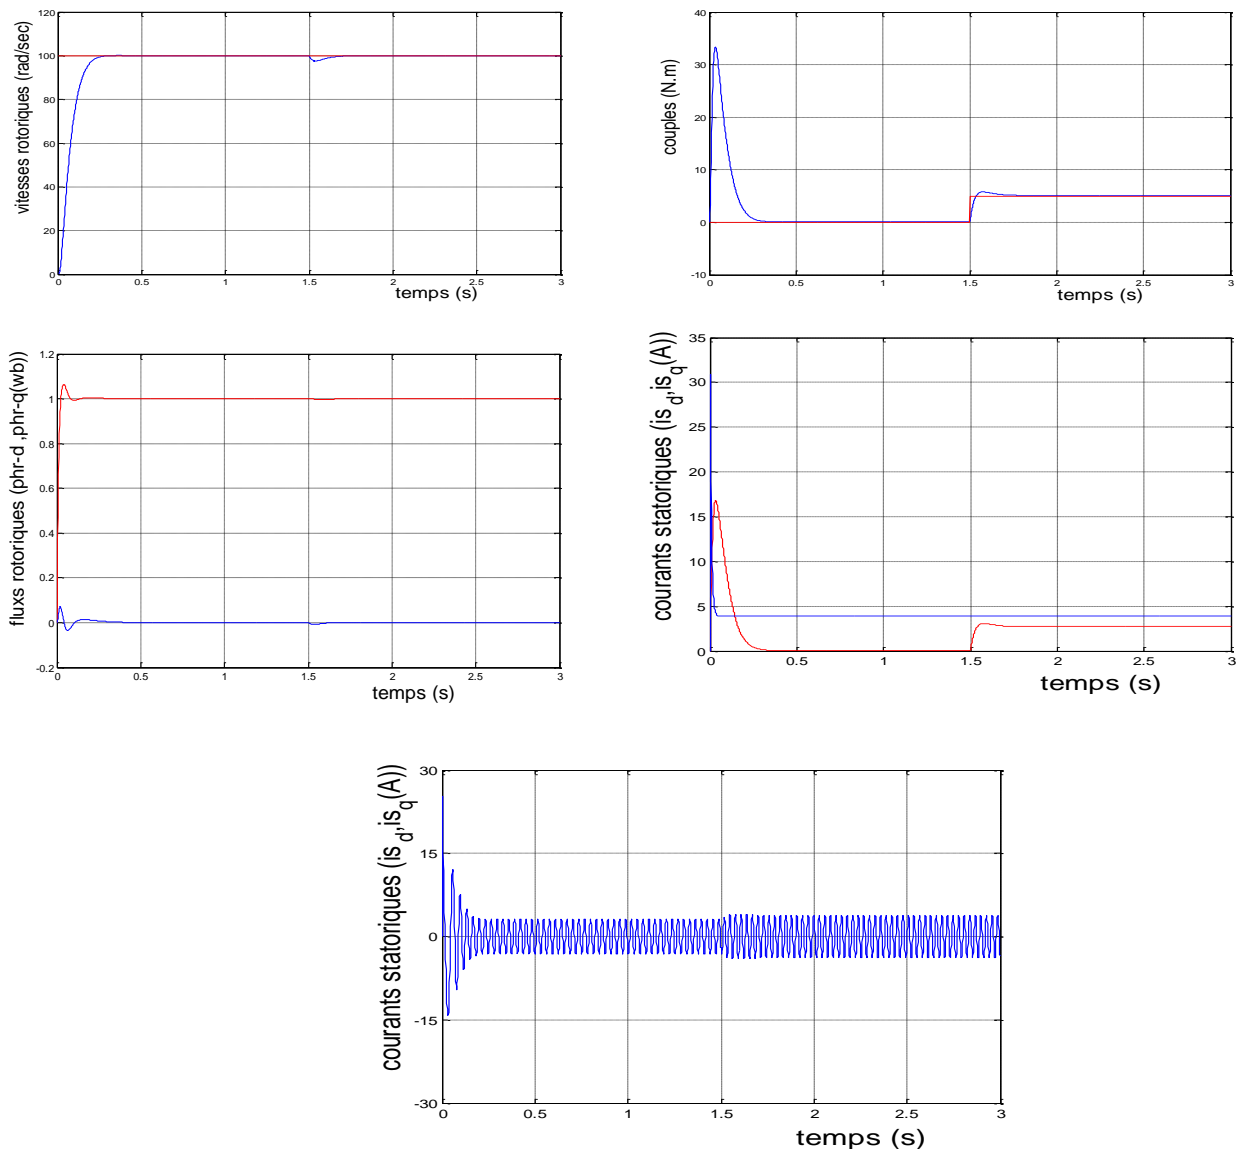 vitesses rotoriques (rad/sec)
120
100
80
60
40
20
0
0 0.5 1 1.5 2 2.5 3
temps (s)
couples (N.m)
40
30
20
10
0
-10
0 0.5 1 1.5 2 2.5 3
temps (s)
fluxs rotoriques (phr-d ,phr-q(wb))
1.2
1
0.8
0.6
0.4
0.2
0
-0.2
0 0.5 1 1.5 2 2.5 3
temps (s)
courants statoriques (is_d,is_q(A))
35
30
25
20
15
10
5
0
0 0.5 1 1.5 2 2.5 3
temps (s)
courants statoriques (is_d,is_q(A))
30
15
0
-15
-30
0 0.5 1 1.5 2 2.5 3
temps (s)